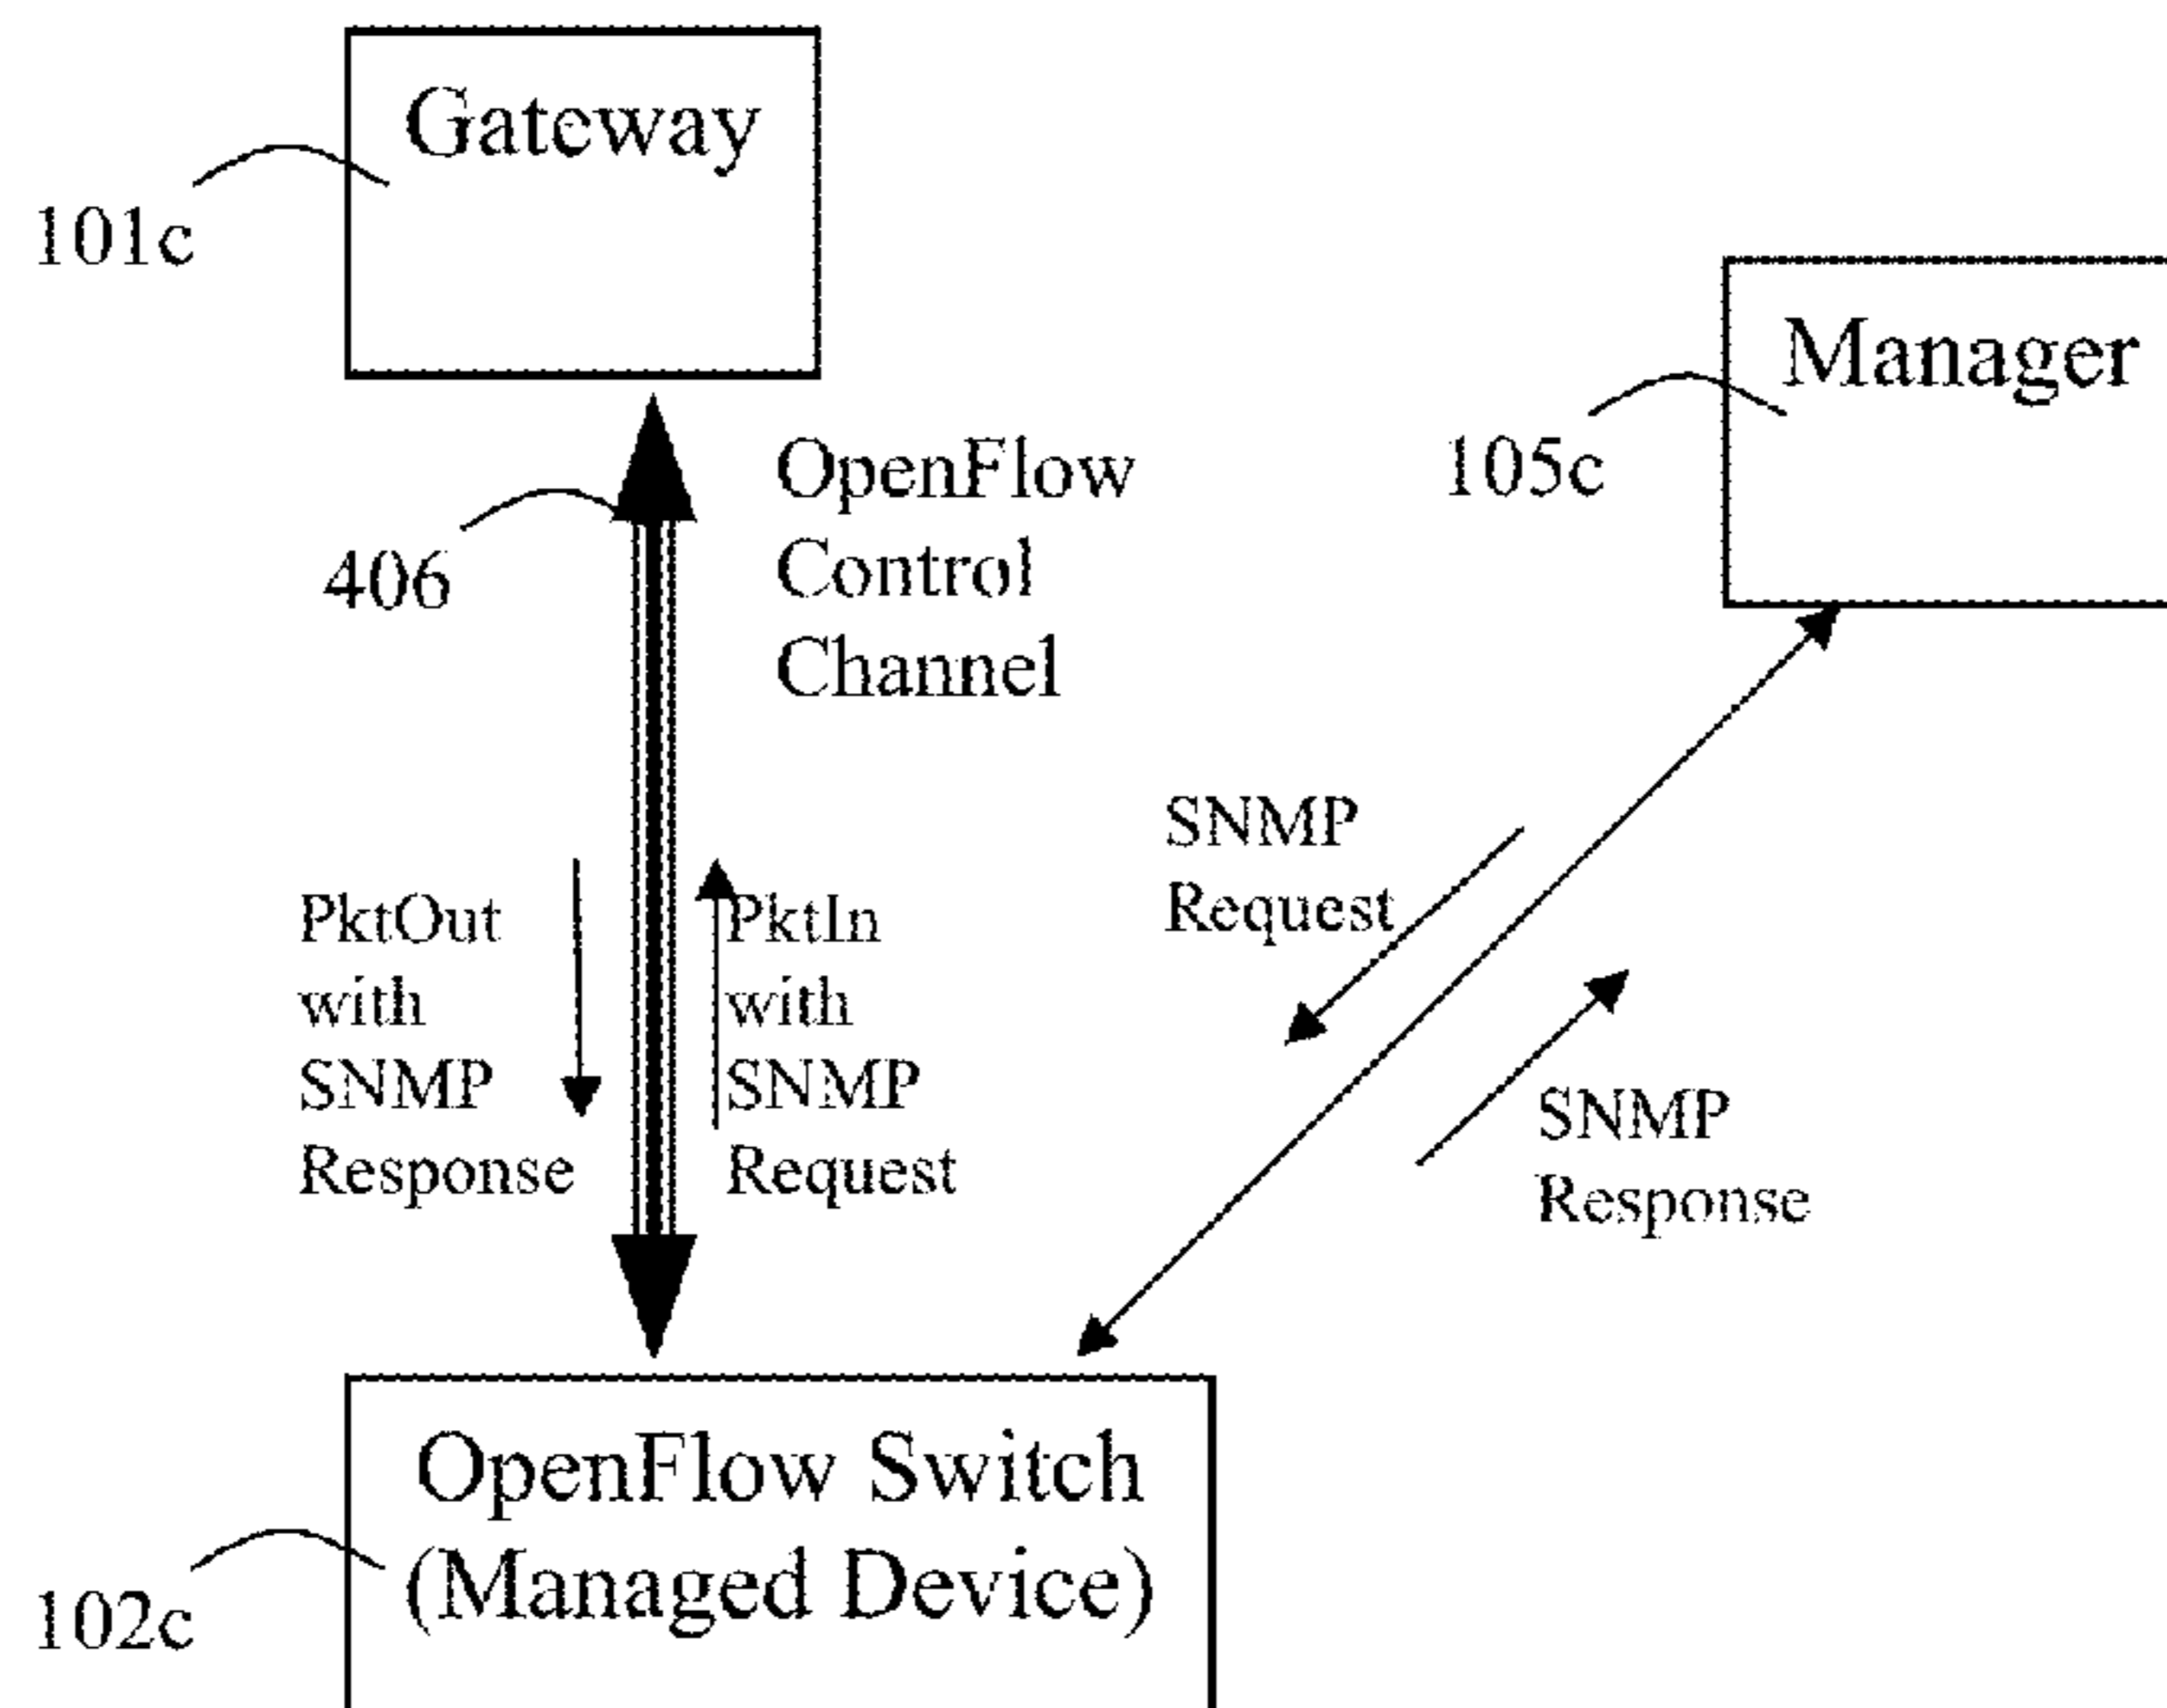 Gateway
101c
Manager
105c
OpenFlow
Control
Channel
406
SNMP
Request
PktOut
with
SNMP
Response
PktIn
with
SNMP
Request
SNMP
Response
OpenFlow Switch
(Managed Device)
102c